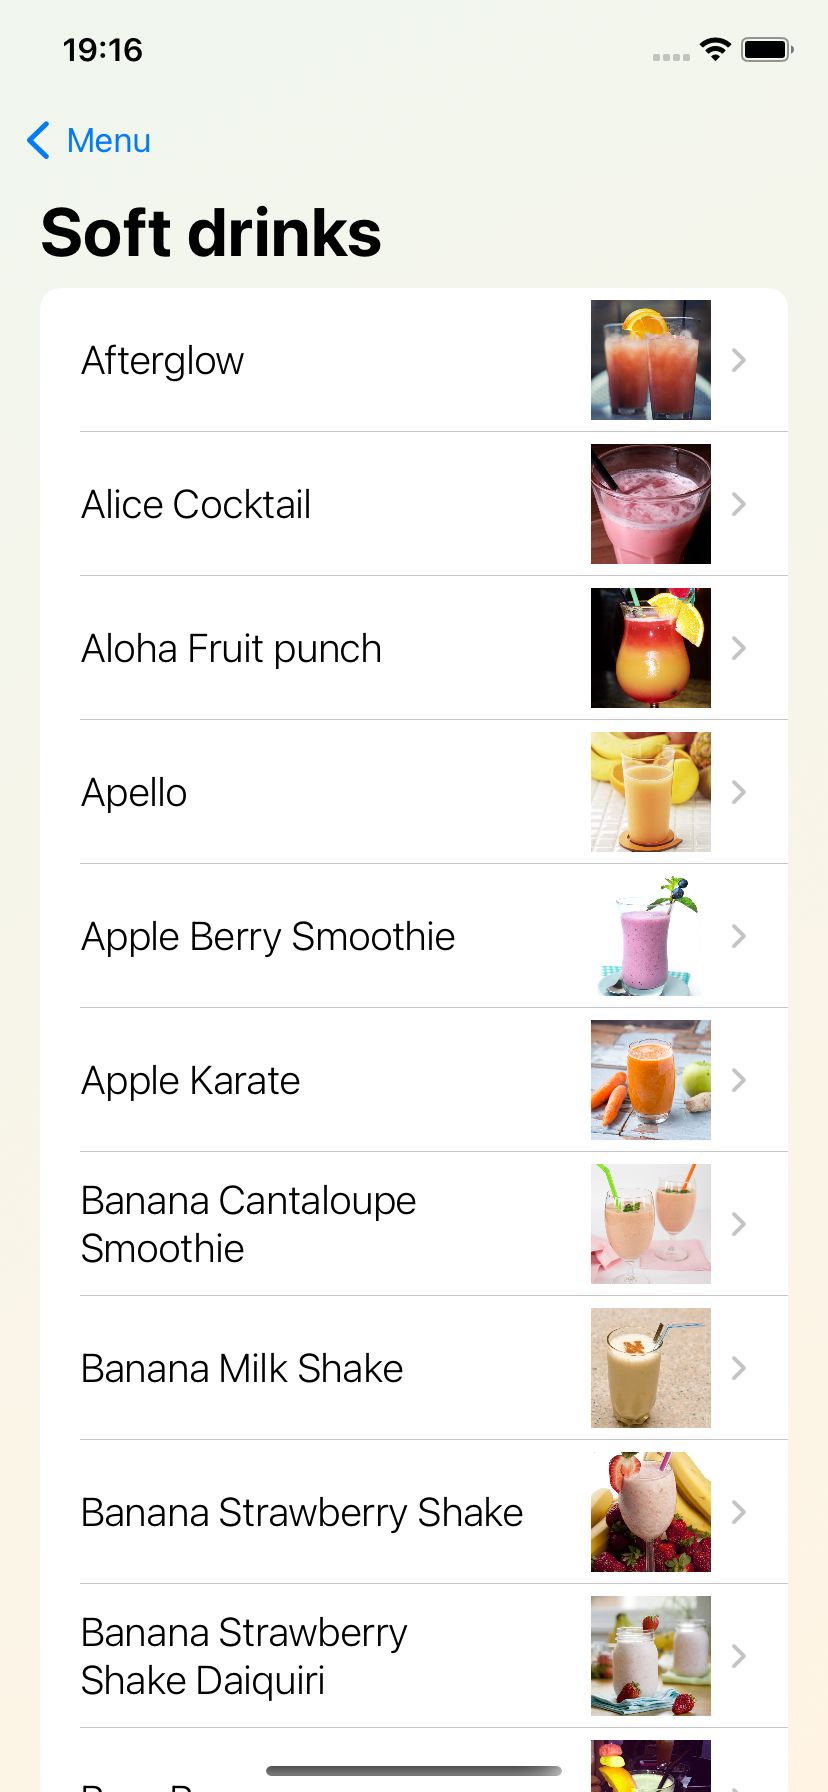 19:16
Menu
Soft drinks
Afterglow
Alice Cocktail
Aloha Fruit punch
Apello
Apple Berry Smoothie
Apple Karate
Banana Cantaloupe
Smoothie
Banana Milk Shake
Banana Strawberry Shake
Banana Strawberry
Shake Daiquiri